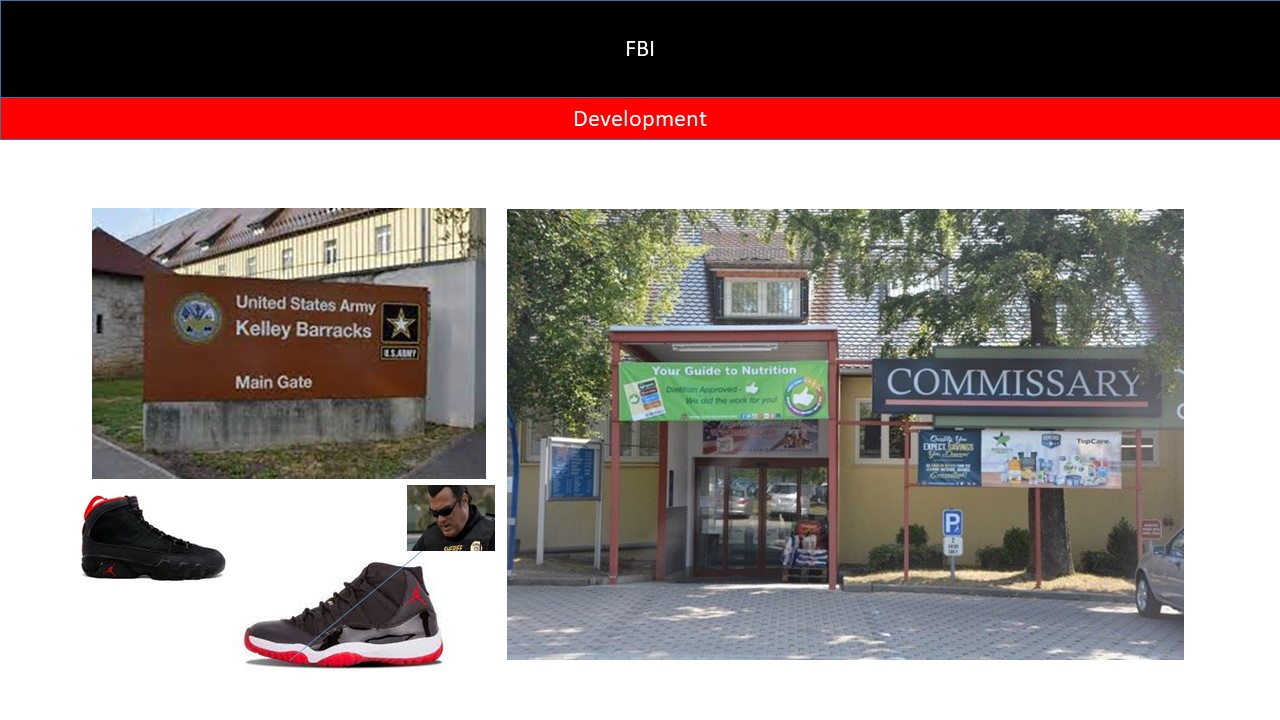 FBI
Development
United States Army
Kelley Barracks
U.S.ARMY
Main Gate
Your Guide to Nutrition
Dietitian Approved -
We did the work for you!
COMMISSARY
Quality You
EXPECT, SAVINGS
You Deserve!
TopCare
P
SHERIFF